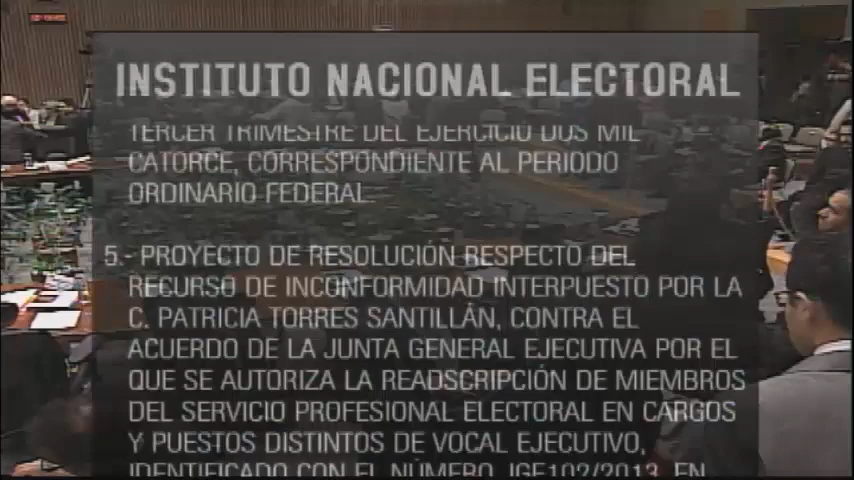 INSTITUTO NACIONAL ELECTORAL
TERCER TRIMESTRE DEL EJERCICIO DOS MIL
CATORCE, CORRESPONDIENTE AL PERIODO
ORDINARIO FEDERAL.
5.- PROYECTO DE RESOLUCIÓN RESPECTO DEL
RECURSO DE INCONFORMIDAD INTERPUESTO POR LA
C. PATRICIA TORRES SANTILLÁN, CONTRA EL
ACUERDO DE LA JUNTA GENERAL EJECUTIVA POR EL
QUE SE AUTORIZA LA READSCRIPCIÓN DE MIEMBROS
DEL SERVICIO PROFESIONAL ELECTORAL EN CARGOS
Y PUESTOS DISTINTOS DE VOCAL EJECUTIVO,
IDENTIFICADO CON EL NÚMERO JGE102/2013, EN